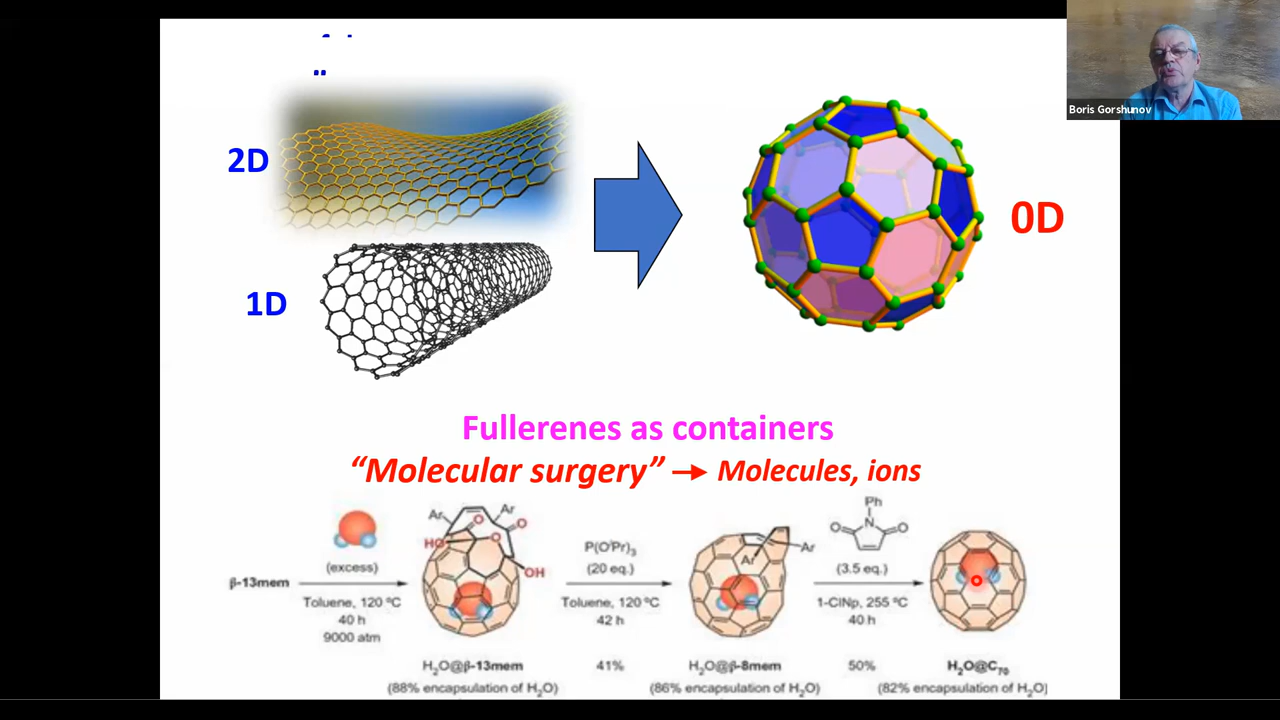 Boris Gorshunov
2D
0D
1D
Fullerenes as containers
“Molecular surgery” → Molecules, ions
Ph
N
O O
Ar Ar
O O
O
HO
OH
(excess)
β-13mem
Toluene, 120 ºC
40 h
9000 atm
P(OⁱPr)₃
(20 eq.)
Toluene, 120 ºC
42 h
Ar
Ar
(3.5 eq.)
1-ClNp, 255 ºC
40 h
H₂O@β-13mem 41% H₂O@β-8mem 50% H₂O@C₇₀
(88% encapsulation of H₂O) (86% encapsulation of H₂O) (82% encapsulation of H₂O)